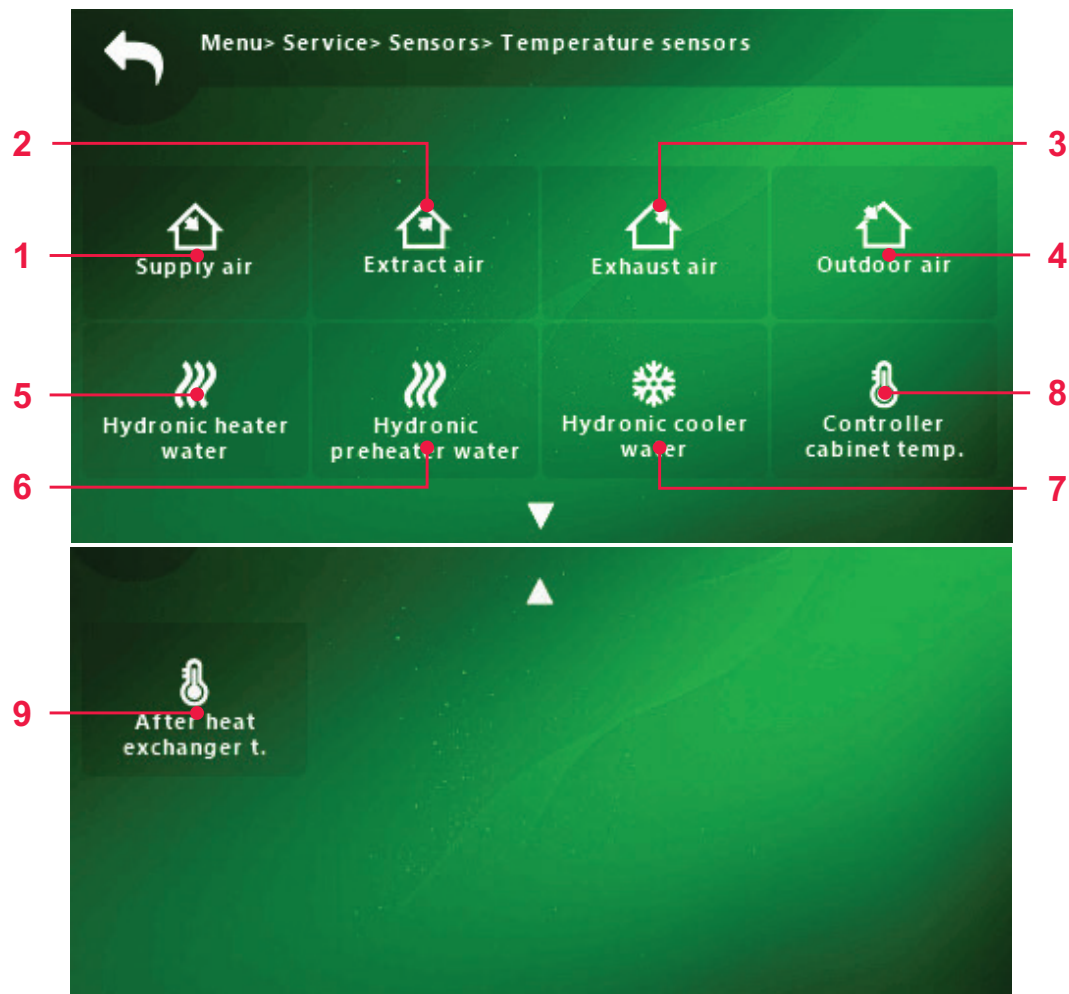 Menu> Service> Sensors> Temperature sensors
2
3
1
Supply air
Extract air
Exhaust air
Outdoor air
4
5
8
Hydronic heater
water
Hydronic
preheater water
Hydronic cooler
water
Controller
cabinet temp.
6
7
9
After heat
exchanger t.